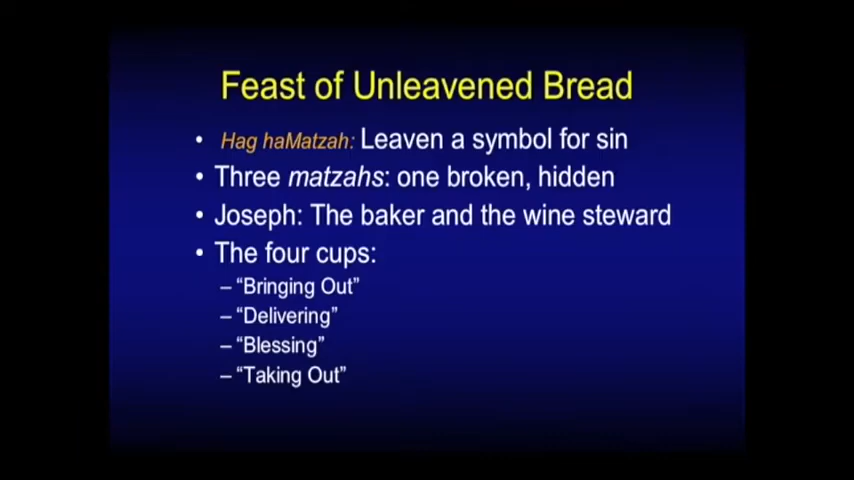 Feast of Unleavened Bread
• Hag haMatzah: Leaven a symbol for sin
• Three matzahs: one broken, hidden
• Joseph: The baker and the wine steward
• The four cups:
– “Bringing Out”
– “Delivering”
– “Blessing”
– “Taking Out”